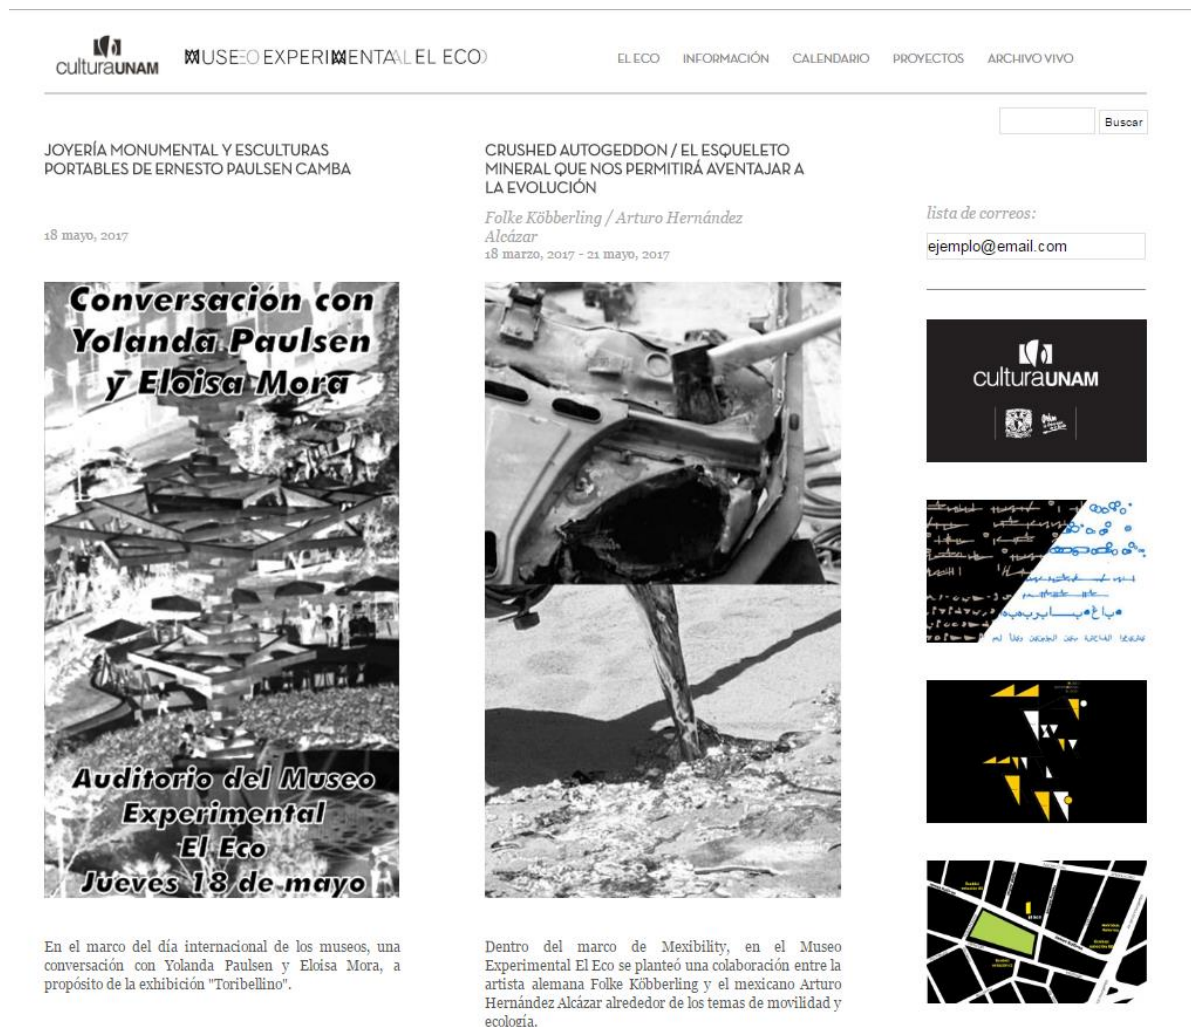 culturaUNAM
MUSEO EXPERIMENTAL EL ECO
EL ECO INFORMACIÓN CALENDARIO PROYECTOS ARCHIVO VIVO
Buscar
JOYERÍA MONUMENTAL Y ESCULTURAS
PORTABLES DE ERNESTO PAULSEN CAMBA
18 mayo, 2017
Conversación con
Yolanda Paulsen
y Eloisa Mora
Auditorio del Museo
Experimental
El Eco
Jueves 18 de mayo
En el marco del día internacional de los museos, una
conversación con Yolanda Paulsen y Eloisa Mora, a
propósito de la exhibición "Toribellino".
CRUSHED AUTOGEDDON / EL ESQUELETO
MINERAL QUE NOS PERMITIRÁ AVENTAJAR A
LA EVOLUCIÓN
Folke Köbberling / Arturo Hernández
Alcázar
18 marzo, 2017 - 21 mayo, 2017
Dentro del marco de Mexibility, en el Museo
Experimental El Eco se planteó una colaboración entre la
artista alemana Folke Köbberling y el mexicano Arturo
Hernández Alcázar alrededor de los temas de movilidad y
ecología.
lista de correos:
ejemplo@email.com
culturaUNAM